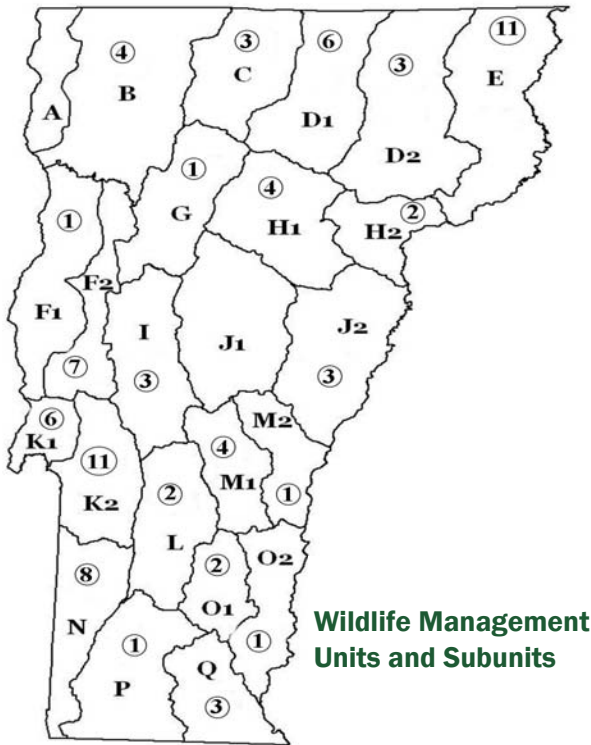 11
3
6
4
3
C
E
B
A
D1
D2
1
4
2
G
1
H1
H2
F2
F1
I
J2
J1
7
3
3
M2
6
4
K1
11
M1
2
1
K2
L
O2
2
8
O1
N
Wildlife Management
1
1
Q
Units and Subunits
P
3